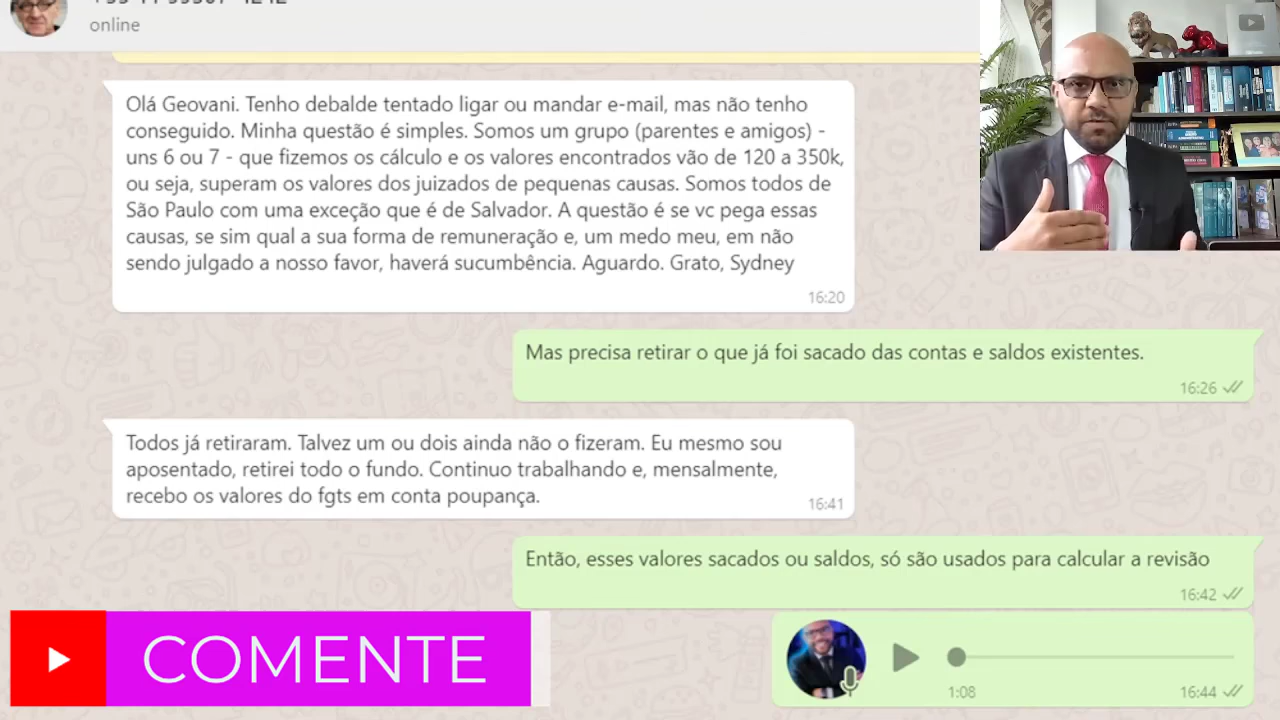 online
Olá Geovani. Tenho debalde tentado ligar ou mandar e-mail, mas não tenho
conseguido. Minha questão é simples. Somos um grupo (parentes e amigos) -
uns 6 ou 7 - que fizemos os cálculo e os valores encontrados vão de 120 a 350k,
ou seja, superam os valores dos juizados de pequenas causas. Somos todos de
São Paulo com uma exceção que é de Salvador. A questão é se vc pega essas
causas, se sim qual a sua forma de remuneração e, um medo meu, em não
sendo julgado a nosso favor, haverá sucumbência. Aguardo. Grato, Sydney
16:20
Mas precisa retirar o que já foi sacado das contas e saldos existentes.
16:26
Todos já retiraram. Talvez um ou dois ainda não o fizeram. Eu mesmo sou
aposentado, retirei todo o fundo. Continuo trabalhando e, mensalmente,
recebo os valores do fgts em conta poupança.
16:41
Então, esses valores sacados ou saldos, só são usados para calcular a revisão
16:42
1:08
16:44
COMENTE